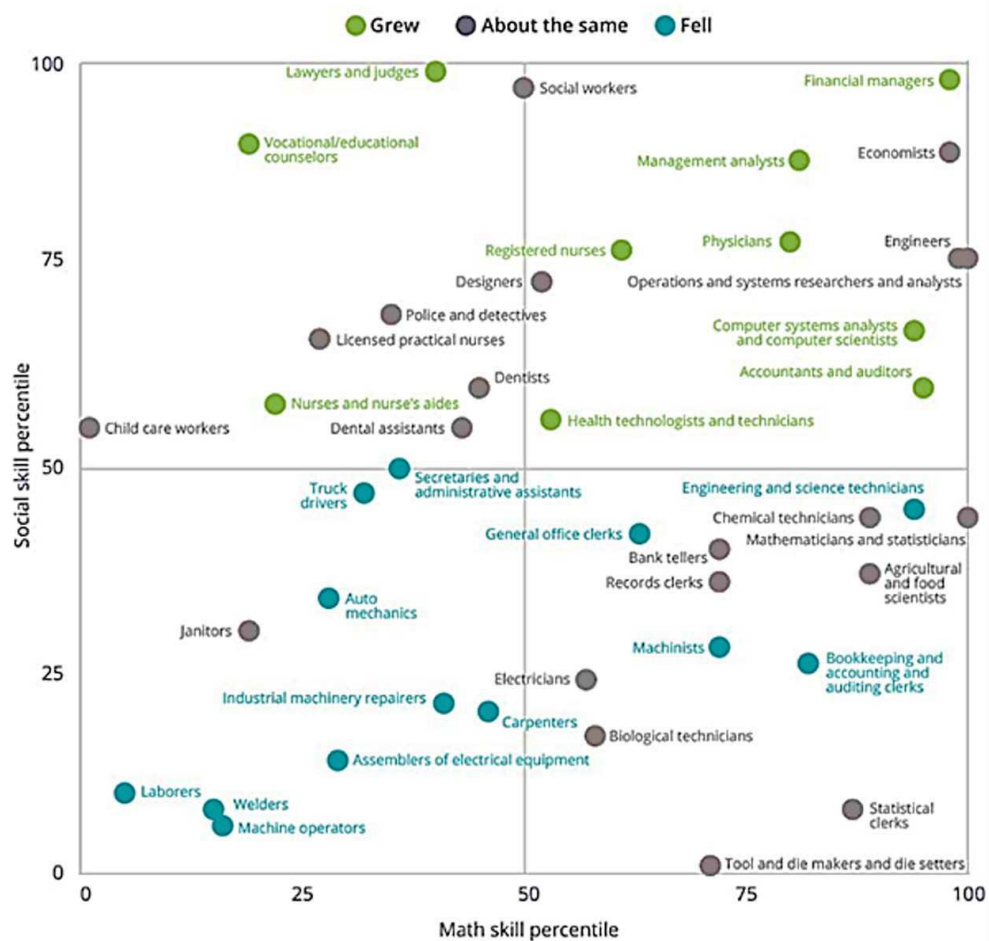 Grew About the same Fell
100
Lawyers and judges
Social workers
Financial managers
Vocational/educational
counselors
Management analysts
Economists
Registered nurses
Physicians
Engineers
75
Designers
Operations and systems researchers and analysts
Police and detectives
Licensed practical nurses
Computer systems analysts
and computer scientists
Dentists
Accountants and auditors
Nurses and nurse's aides
Child care workers
Dental assistants
Health technologists and technicians
50
Secretaries and
administrative assistants
Truck
drivers
Engineering and science technicians
General office clerks
Chemical technicians
Mathematicians and statisticians
Bank tellers
Records clerks
Agricultural
and food
scientists
Auto
mechanics
Janitors
Machinists
Bookkeeping and
accounting and
auditing clerks
25
Electricians
Industrial machinery repairers
Carpenters
Biological technicians
Assemblers of electrical equipment
Laborers
Welders
Machine operators
Statistical
clerks
Tool and die makers and die setters
0
0 25 50 75 100
Social skill percentile
Math skill percentile